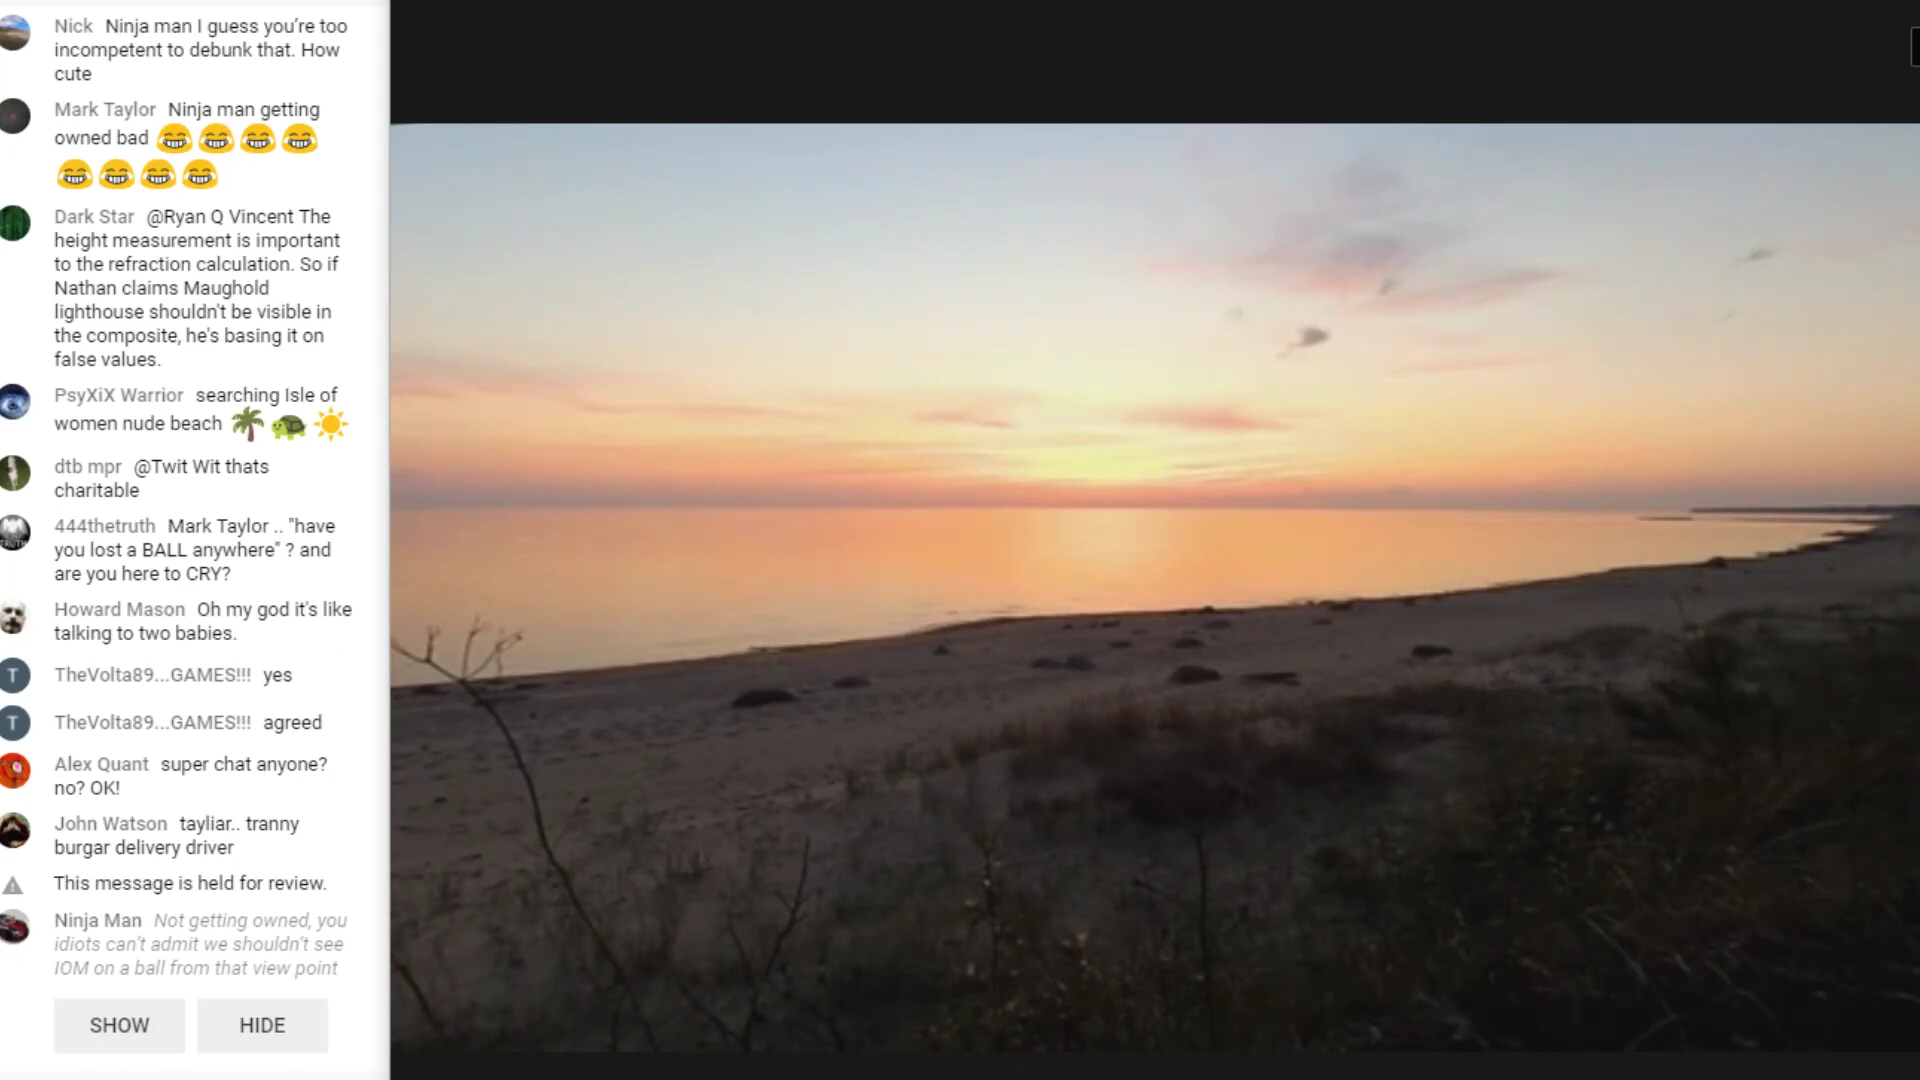 Nick Ninja man I guess you’re too
incompetent to debunk that. How
cute
Mark Taylor Ninja man getting
owned bad 😂😂😂😂
😂😂😂😂
Dark Star @Ryan Q Vincent The
height measurement is important
to the refraction calculation. So if
Nathan claims Maughold
lighthouse shouldn't be visible in
the composite, he's basing it on
false values.
PsyXiX Warrior searching Isle of
women nude beach 🌴🐢☀️
dtb mpr @Twit Wit thats
charitable
444thetruth Mark Taylor .. "have
you lost a BALL anywhere" ? and
are you here to CRY?
Howard Mason Oh my god it's like
talking to two babies.
T TheVolta89...GAMES!!! yes
T TheVolta89...GAMES!!! agreed
Alex Quant super chat anyone?
no? OK!
John Watson tayliar.. tranny
burgar delivery driver
This message is held for review.
Ninja Man Not getting owned, you
idiots can't admit we shouldn't see
IOM on a ball from that view point
SHOW HIDE